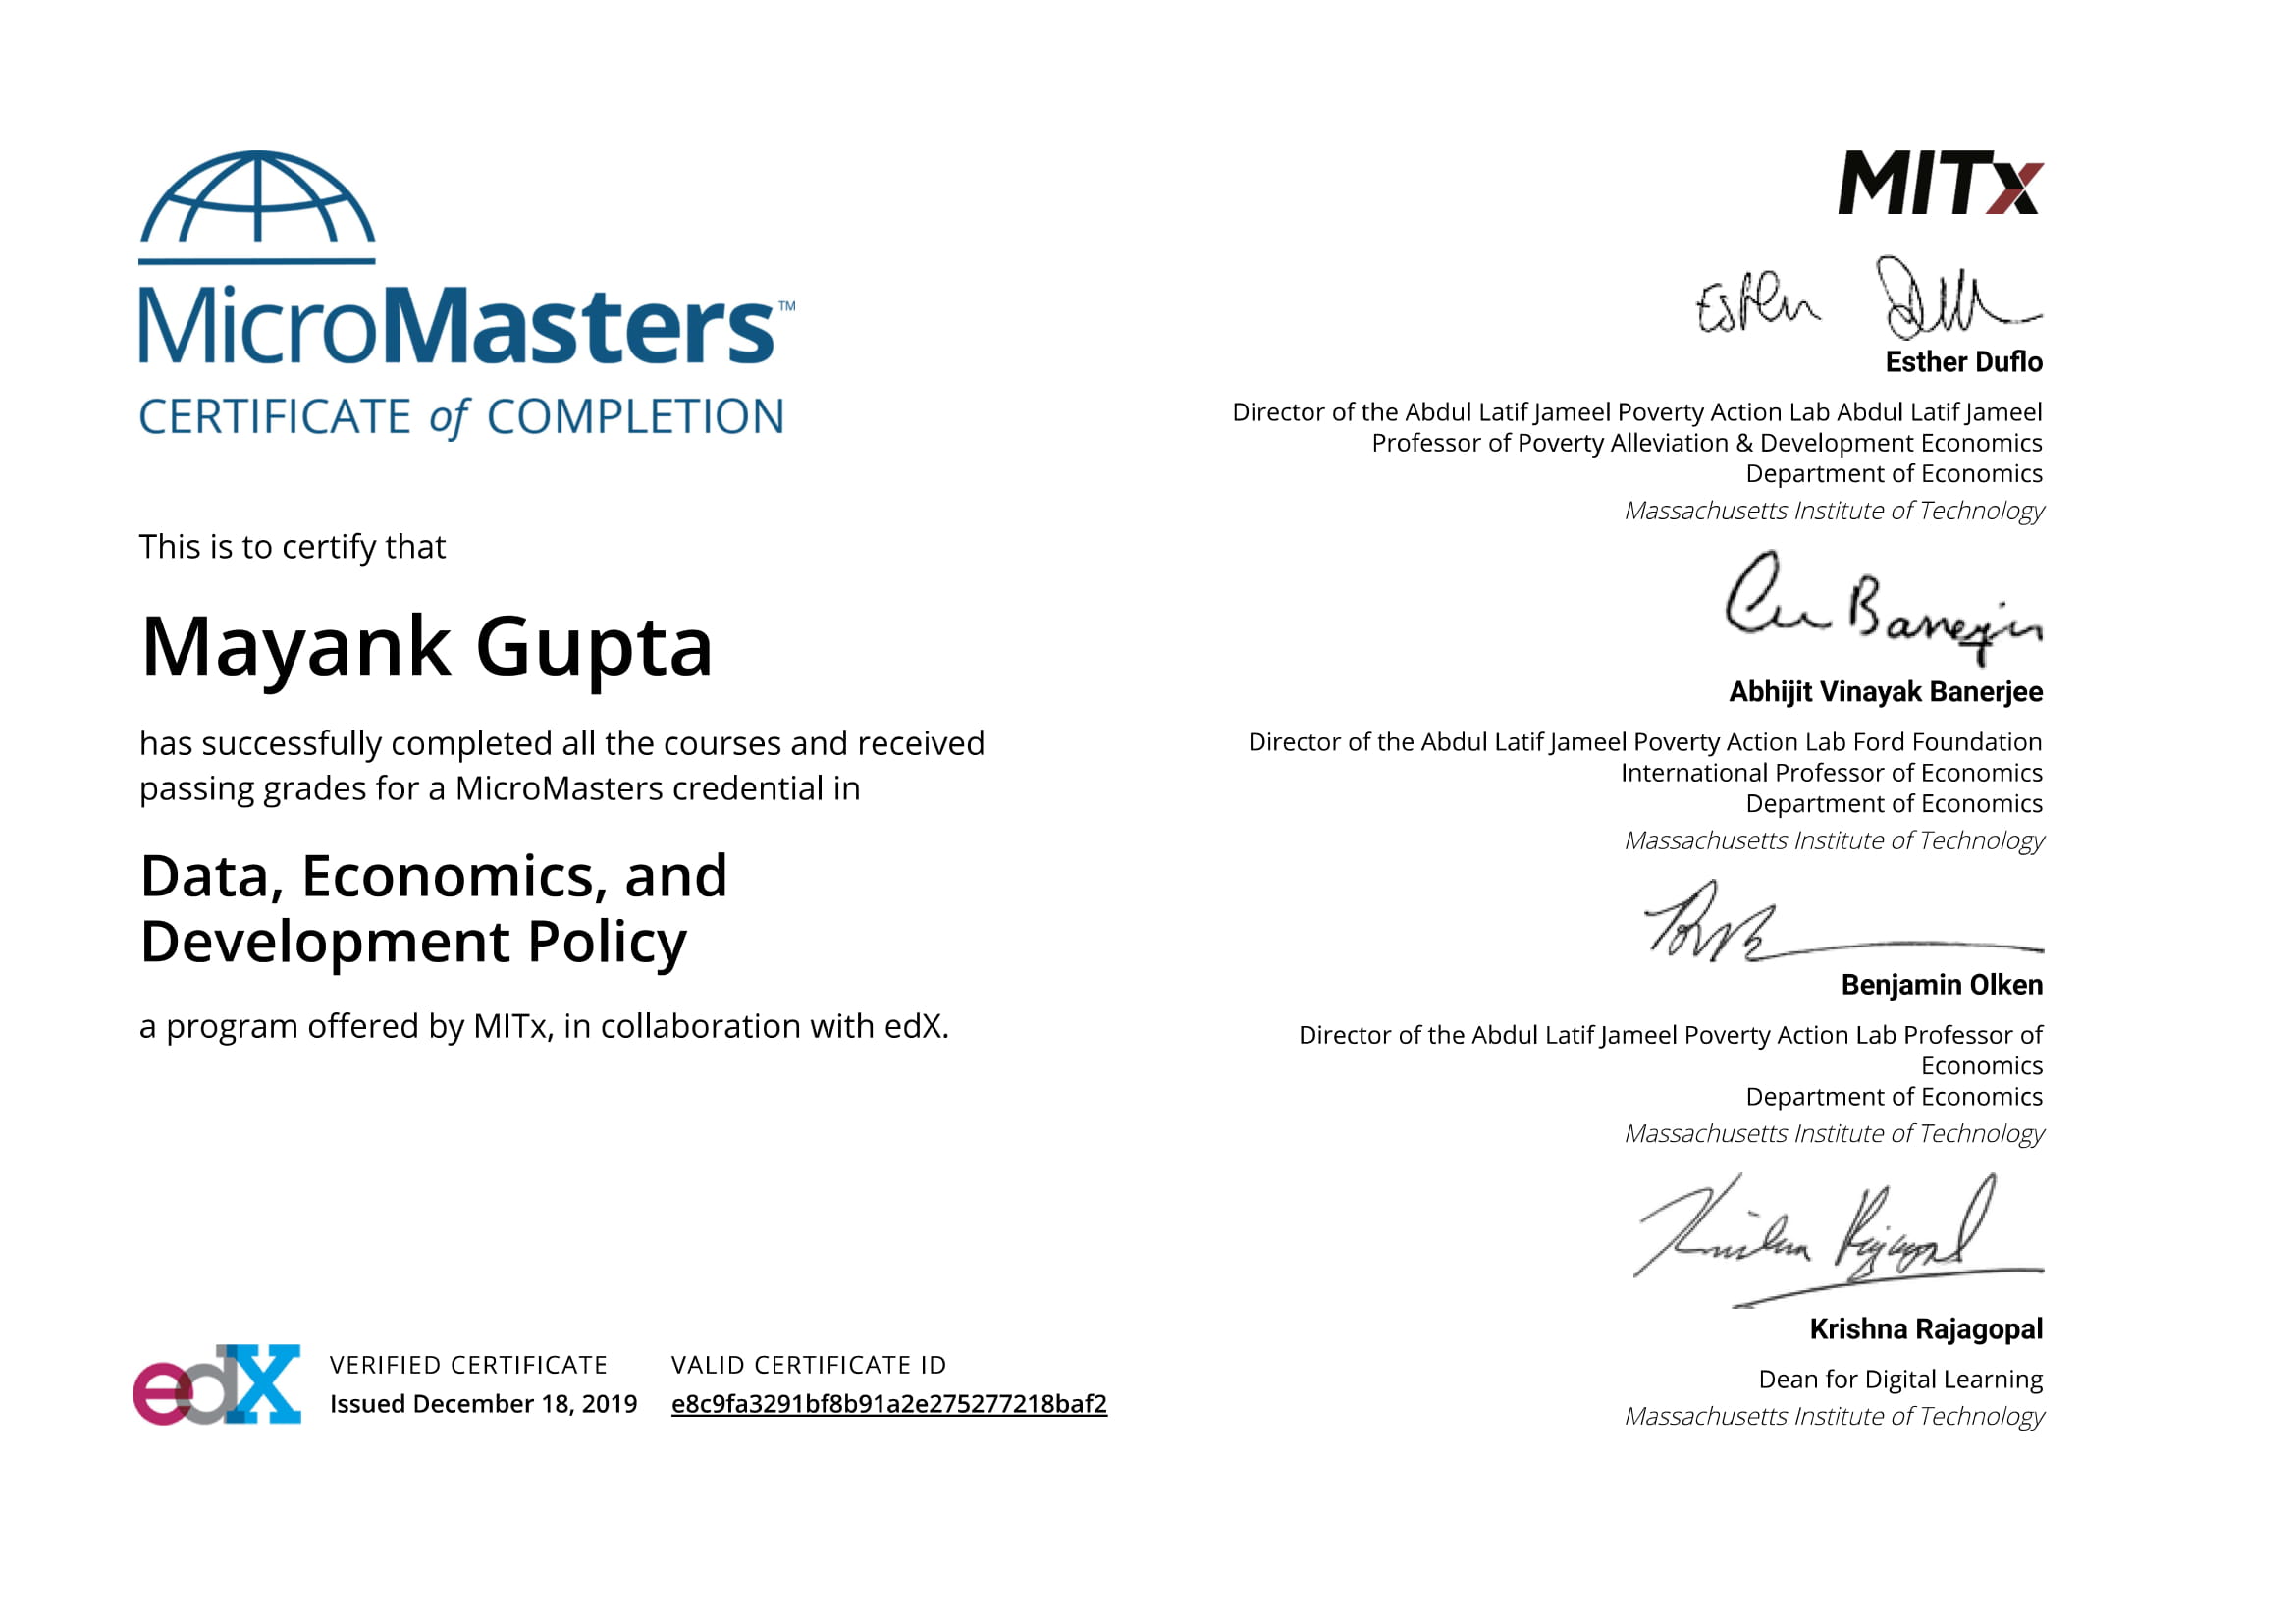 MicroMasters™
CERTIFICATE of COMPLETION
This is to certify that
Mayank Gupta
has successfully completed all the courses and received
passing grades for a MicroMasters credential in
Data, Economics, and
Development Policy
a program offered by MITx, in collaboration with edX.
edX
VERIFIED CERTIFICATE
Issued December 18, 2019
VALID CERTIFICATE ID
e8c9fa3291bf8b91a2e275277218baf2
MITx
Esther Duflo
Director of the Abdul Latif Jameel Poverty Action Lab Abdul Latif Jameel
Professor of Poverty Alleviation & Development Economics
Department of Economics
Massachusetts Institute of Technology
Banerjee
Abhijit Vinayak Banerjee
Director of the Abdul Latif Jameel Poverty Action Lab Ford Foundation
International Professor of Economics
Department of Economics
Massachusetts Institute of Technology
Benjamin Olken
Director of the Abdul Latif Jameel Poverty Action Lab Professor of
Economics
Department of Economics
Massachusetts Institute of Technology
Krishna Rajagopal
Krishna Rajagopal
Dean for Digital Learning
Massachusetts Institute of Technology